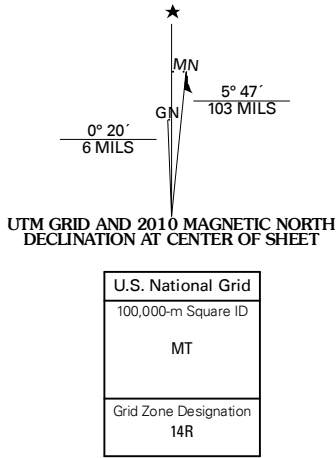 ★
MN
GN
5° 47´
103 MILS
0° 20´
6 MILS
UTM GRID AND 2010 MAGNETIC NORTH
DECLINATION AT CENTER OF SHEET
U.S. National Grid
100,000-m Square ID
MT
Grid Zone Designation
14R